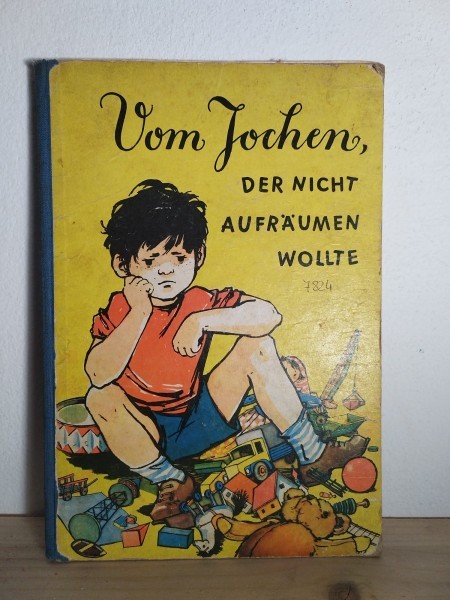 Vom Jochen,
DER NICHT
AUFRÄUMEN
WOLLTE
7824